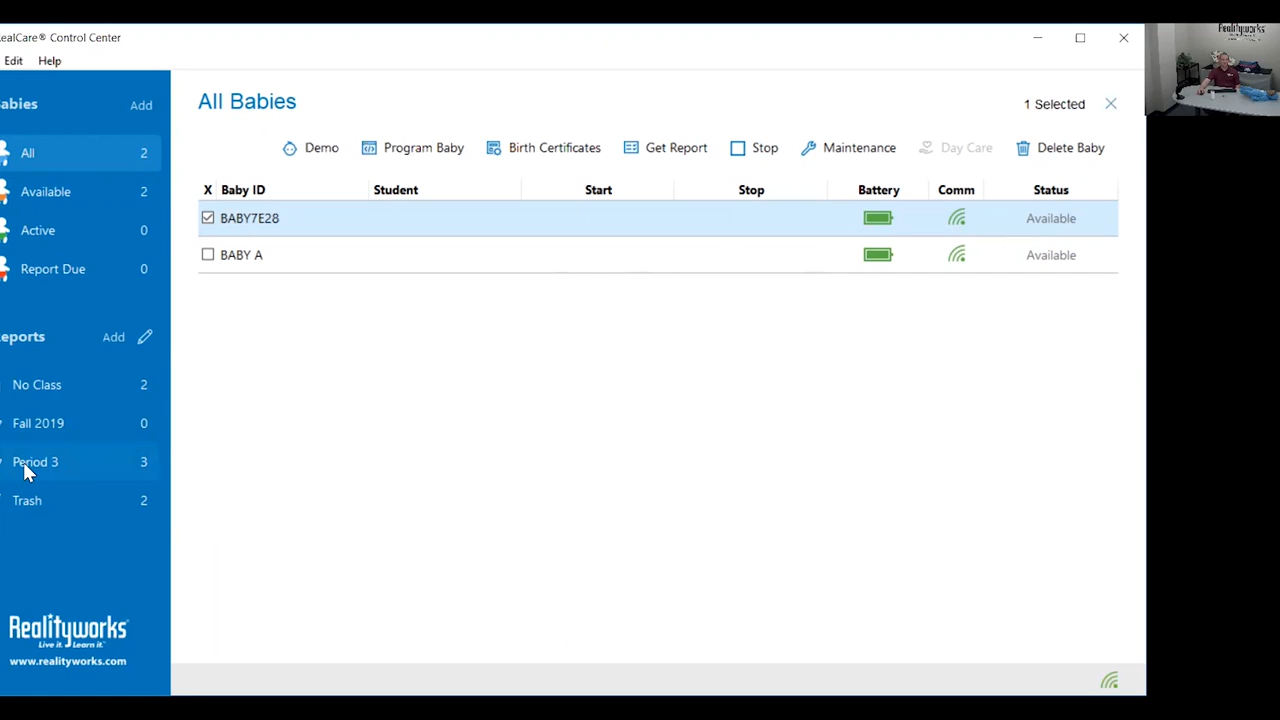 ealCare® Control Center
Edit Help
abies Add
All 2
Available 2
Active 0
Report Due 0
eports Add
No Class 2
Fall 2019 0
Period 3 3
Trash 2
Realityworks
Live it. Learn it.
www.realityworks.com
All Babies
1 Selected
Demo Program Baby Birth Certificates Get Report Stop Maintenance Day Care Delete Baby
X Baby ID Student Start Stop Battery Comm Status
BABY7E28 Available
BABY A Available
Realityworks